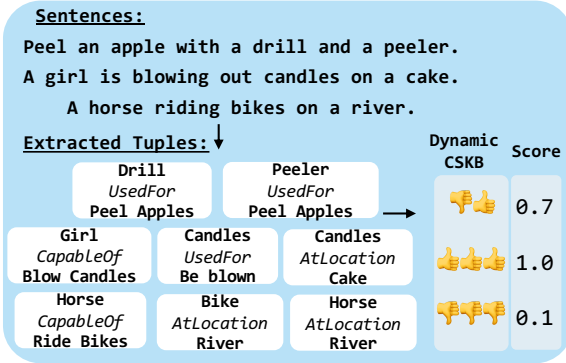 Sentences:
Peel an apple with a drill and a peeler.
A girl is blowing out candles on a cake.
A horse riding bikes on a river.
Extracted Tuples:
Dynamic
CSKB
Score
Drill
UsedFor
Peel Apples
Peeler
UsedFor
Peel Apples
0.7
Girl
CapableOf
Blow Candles
Candles
UsedFor
Be blown
Candles
AtLocation
Cake
1.0
Horse
CapableOf
Ride Bikes
Bike
AtLocation
River
Horse
AtLocation
River
0.1